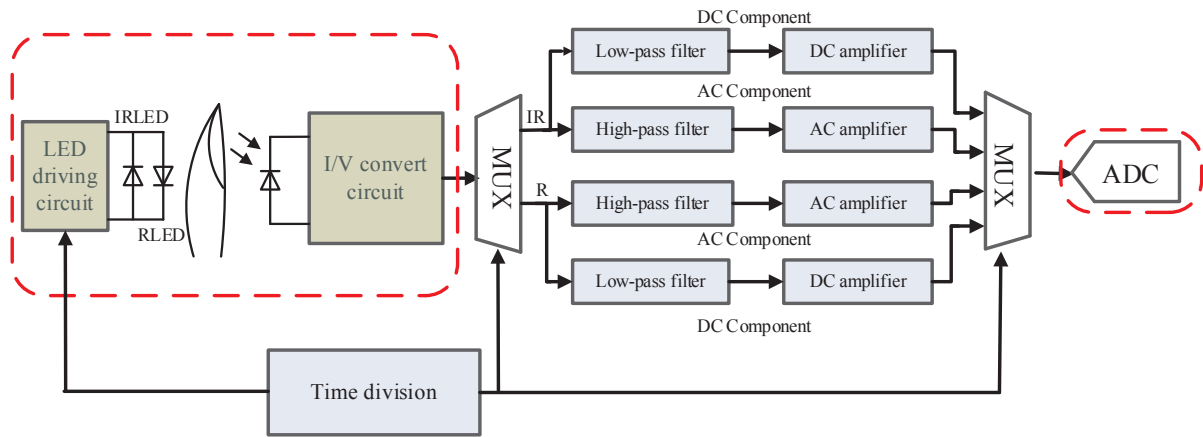 DC Component
Low-pass filter
DC amplifier
AC Component
IRLED
IR
High-pass filter
AC amplifier
LED
driving
circuit
I/V convert
circuit
MUX
MUX
ADC
R
High-pass filter
AC amplifier
RLED
AC Component
Low-pass filter
DC amplifier
DC Component
Time division